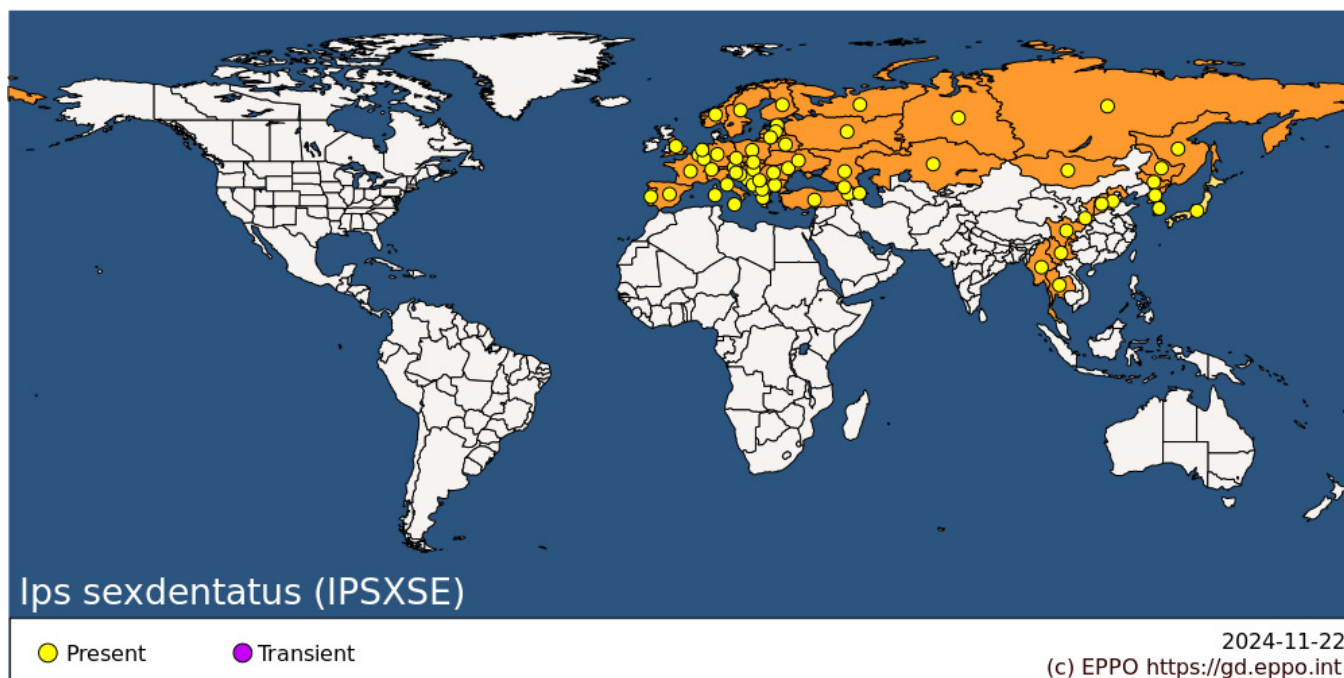 Ips sexdentatus (IPSXSE)
Present
Transient
2024-11-22
(c) EPPO https://gd.eppo.int